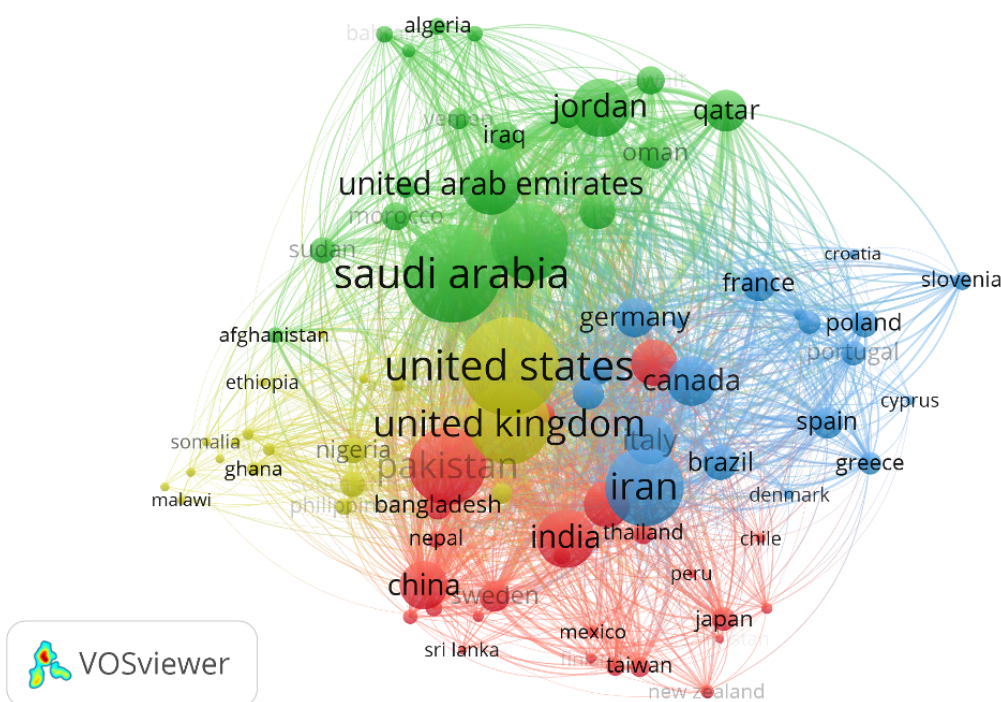 algeria
jordan
qatar
yemen
iraq
oman
united arab emirates
morocco
sudan
croatia
saudi arabia
france
slovenia
germany
poland
afghanistan
portugal
united states
ethiopia
canada
cyprus
united kingdom
spain
somalia
nigeria
italy
pakistan
brazil
greece
ghana
iran
malawi
denmark
bangladesh
india
thailand
nepal
chile
peru
china
sweden
japan
mexico
sri lanka
taiwan
new zealand
VOSviewer